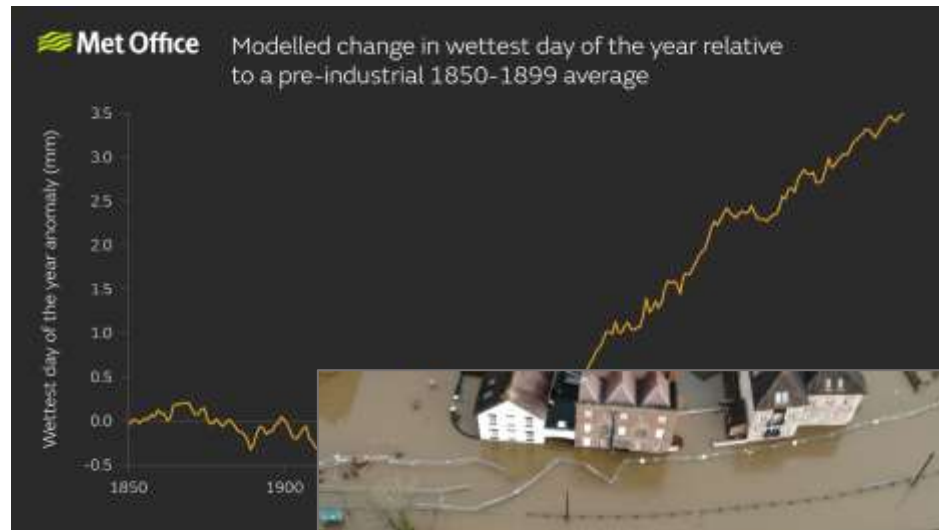 Met Office
Modelled change in wettest day of the year relative
to a pre-industrial 1850-1899 average
Wettest day of the year anomaly (mm)
3.5
3.0
2.5
2.0
1.5
1.0
0.5
0.0
-0.5
1850
1900